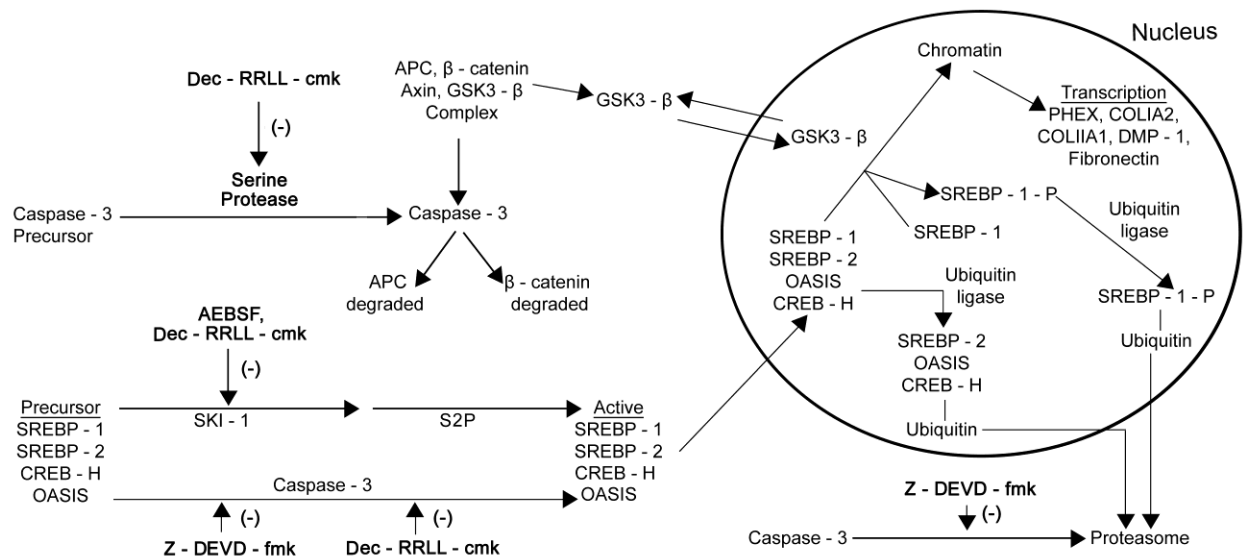 Nucleus
Chromatin
Transcription
PHEX, COLIA2,
COLIIA1, DMP - 1,
Fibronectin
APC, β - catenin
Axin, GSK3 - β
Complex
GSK3 - β
GSK3 - β
Dec - RRLL - cmk
(-)
Serine
Protease
Caspase - 3
Precursor
Caspase - 3
APC
degraded
β - catenin
degraded
SREBP - 1 - P
SREBP - 1
Ubiquitin
ligase
SREBP - 1
SREBP - 2
OASIS
CREB - H
Ubiquitin
ligase
SREBP - 1 - P
Ubiquitin
SREBP - 2
OASIS
CREB - H
Ubiquitin
AEBSF,
Dec - RRLL - cmk
(-)
Precursor
SREBP - 1
SREBP - 2
CREB - H
OASIS
SKI - 1
S2P
Active
SREBP - 1
SREBP - 2
CREB - H
OASIS
Caspase - 3
(-)
(-)
Z - DEVD - fmk
Dec - RRLL - cmk
Z - DEVD - fmk
(-)
Caspase - 3
Proteasome